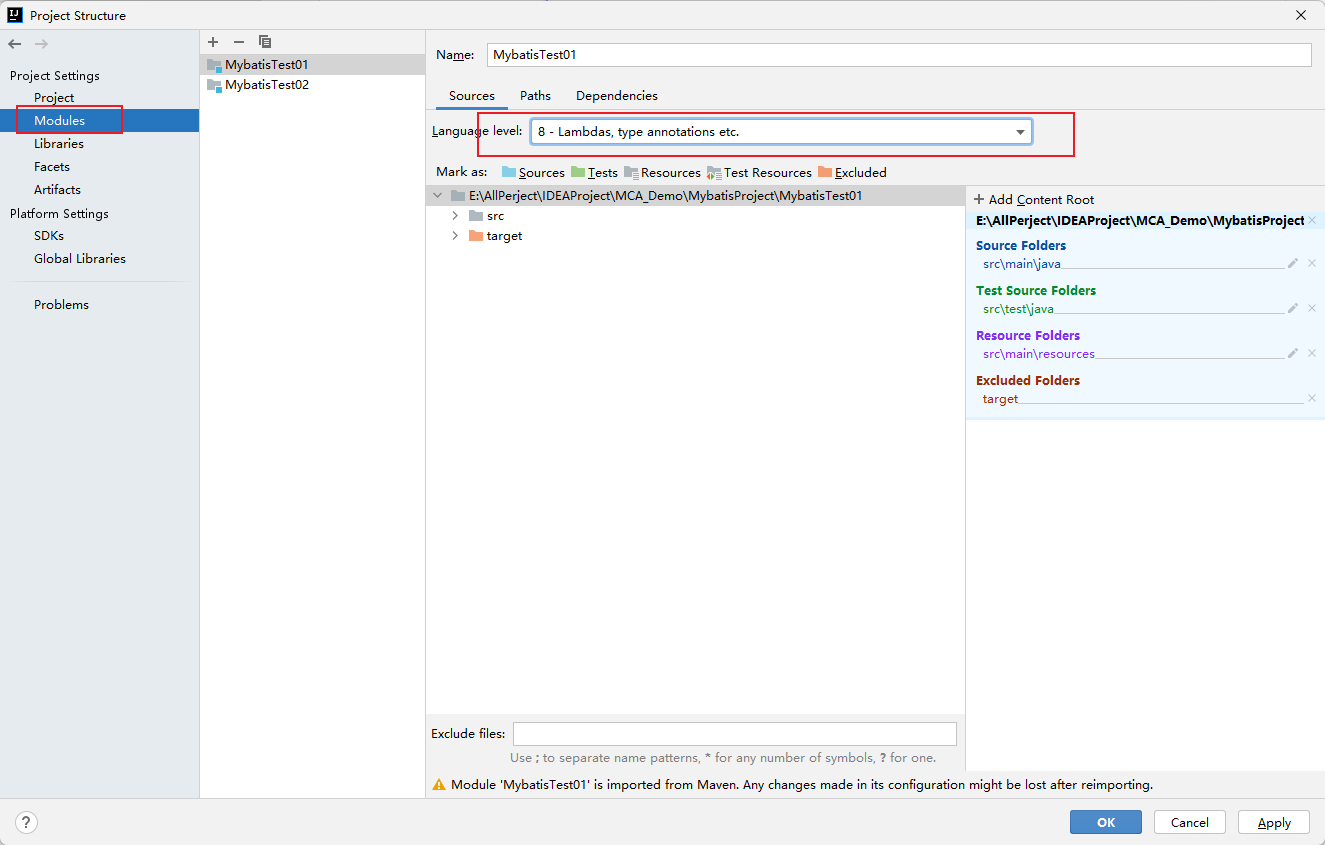 Project Structure
Project Settings
Project
Modules
Libraries
Facets
Artifacts
Platform Settings
SDKs
Global Libraries
Problems
MybatisTest01
MybatisTest02
Name: MybatisTest01
Sources Paths Dependencies
Language level: 8 - Lambdas, type annotations etc.
Mark as: Sources Tests Resources Test Resources Excluded
E:\AllPerject\IDEAProject\MCA_Demo\MybatisProject\MybatisTest01
src
target
+ Add Content Root
E:\AllPerject\IDEAProject\MCA_Demo\MybatisProject
Source Folders
src\main\java
Test Source Folders
src\test\java
Resource Folders
src\main\resources
Excluded Folders
target
Exclude files:
Use ; to separate name patterns, * for any number of symbols, ? for one.
Module 'MybatisTest01' is imported from Maven. Any changes made in its configuration might be lost after reimporting.
? OK Cancel Apply